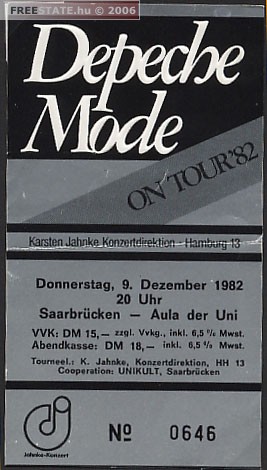 FREESTATE.hu © 2006
Depeche
Mode
ON TOUR '82
Karsten Jahnke Konzertdirektion - Hamburg 13
Donnerstag, 9. Dezember 1982
20 Uhr
Saarbrücken — Aula der Uni
VVK: DM 15,— zzgl. Vvkg., inkl. 6,5 % Mwst.
Abendkasse: DM 18,— inkl. 6,5 % Mwst.
Tourneel.: K. Jahnke, Konzertdirektion, HH 13
Cooperation: UNIKULT, Saarbrücken
Jahnke-Konzert
№ 0646